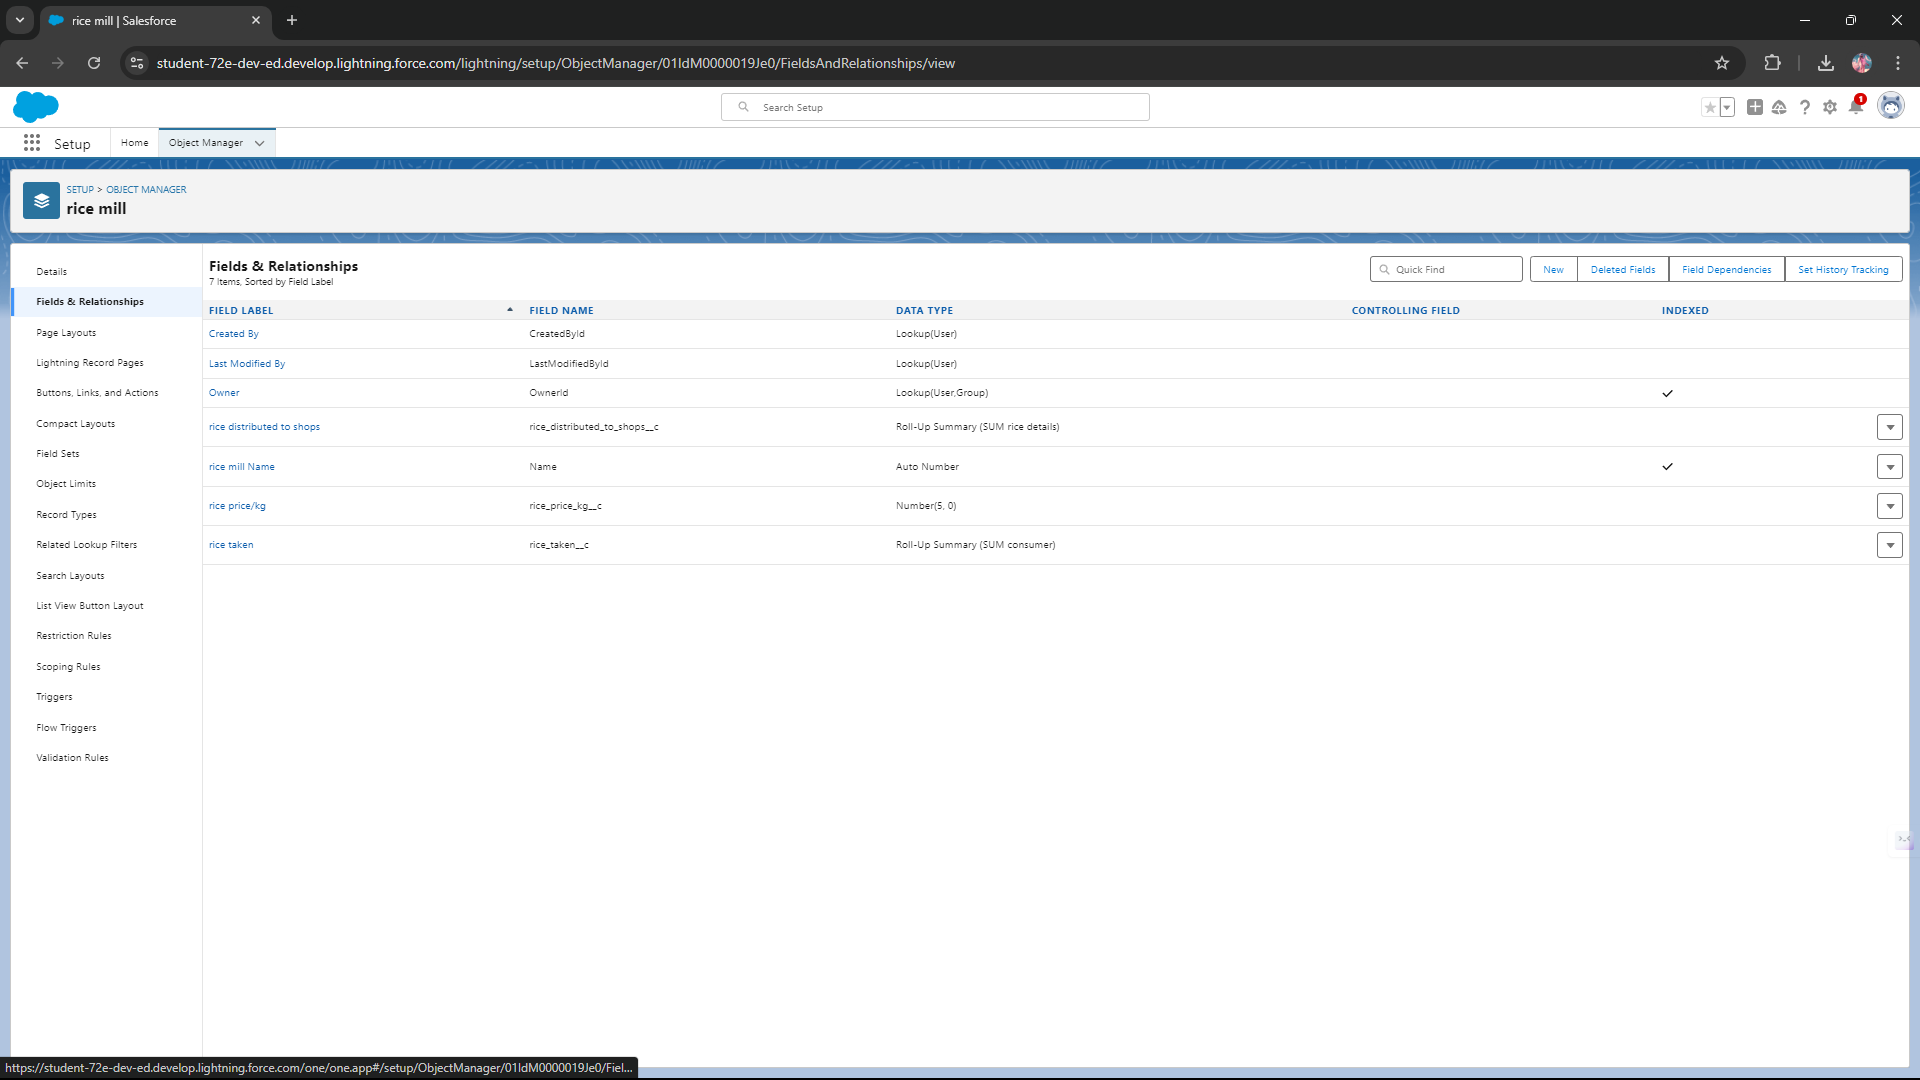 rice mill | Salesforce
student-72e-dev-ed.develop.lightning.force.com/lightning/setup/ObjectManager/01IdM0000019Je0/FieldsAndRelationships/view
Search Setup
1
Setup
Home
Object Manager
SETUP > OBJECT MANAGER
rice mill
Details
Fields & Relationships
Page Layouts
Lightning Record Pages
Buttons, Links, and Actions
Compact Layouts
Field Sets
Object Limits
Record Types
Related Lookup Filters
Search Layouts
List View Button Layout
Restriction Rules
Scoping Rules
Triggers
Flow Triggers
Validation Rules
Fields & Relationships
7 Items, Sorted by Field Label
Quick Find
New
Deleted Fields
Field Dependencies
Set History Tracking
FIELD LABEL FIELD NAME DATA TYPE CONTROLLING FIELD INDEXED
Created By CreatedById Lookup(User)
Last Modified By LastModifiedById Lookup(User)
Owner OwnerId Lookup(User,Group)
rice distributed to shops rice_distributed_to_shops__c Roll-Up Summary (SUM rice details)
rice mill Name Name Auto Number
rice price/kg rice_price_kg__c Number(5, 0)
rice taken rice_taken__c Roll-Up Summary (SUM consumer)
https://student-72e-dev-ed.develop.lightning.force.com/one/one.app#/setup/ObjectManager/01IdM0000019Je0/Fiel...